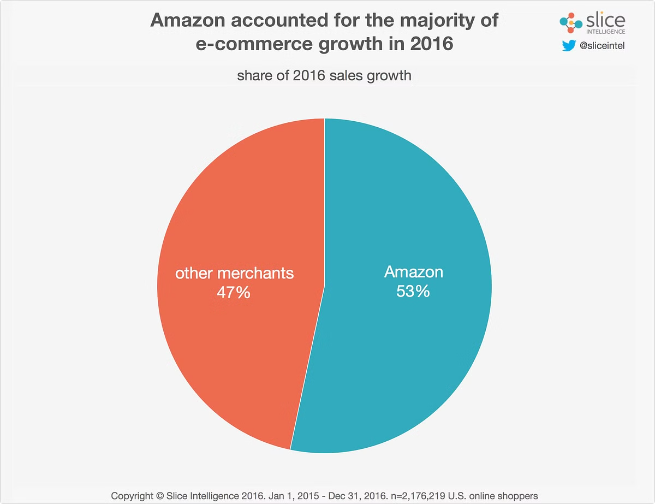 Amazon accounted for the majority of
e-commerce growth in 2016
slice
INTELLIGENCE
@sliceintel
share of 2016 sales growth
other merchants
47%
Amazon
53%
Copyright © Slice Intelligence 2016. Jan 1, 2015 - Dec 31, 2016. n=2,176,219 U.S. online shoppers